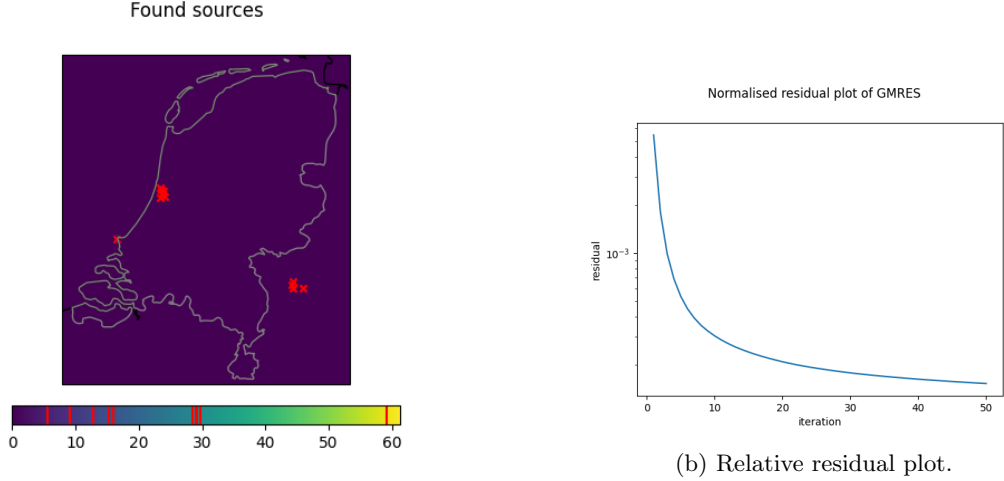 Found sources
0 10 20 30 40 50 60
Normalised residual plot of GMRES
residual
10⁻³
0 10 20 30 40 50
iteration
(b) Relative residual plot.